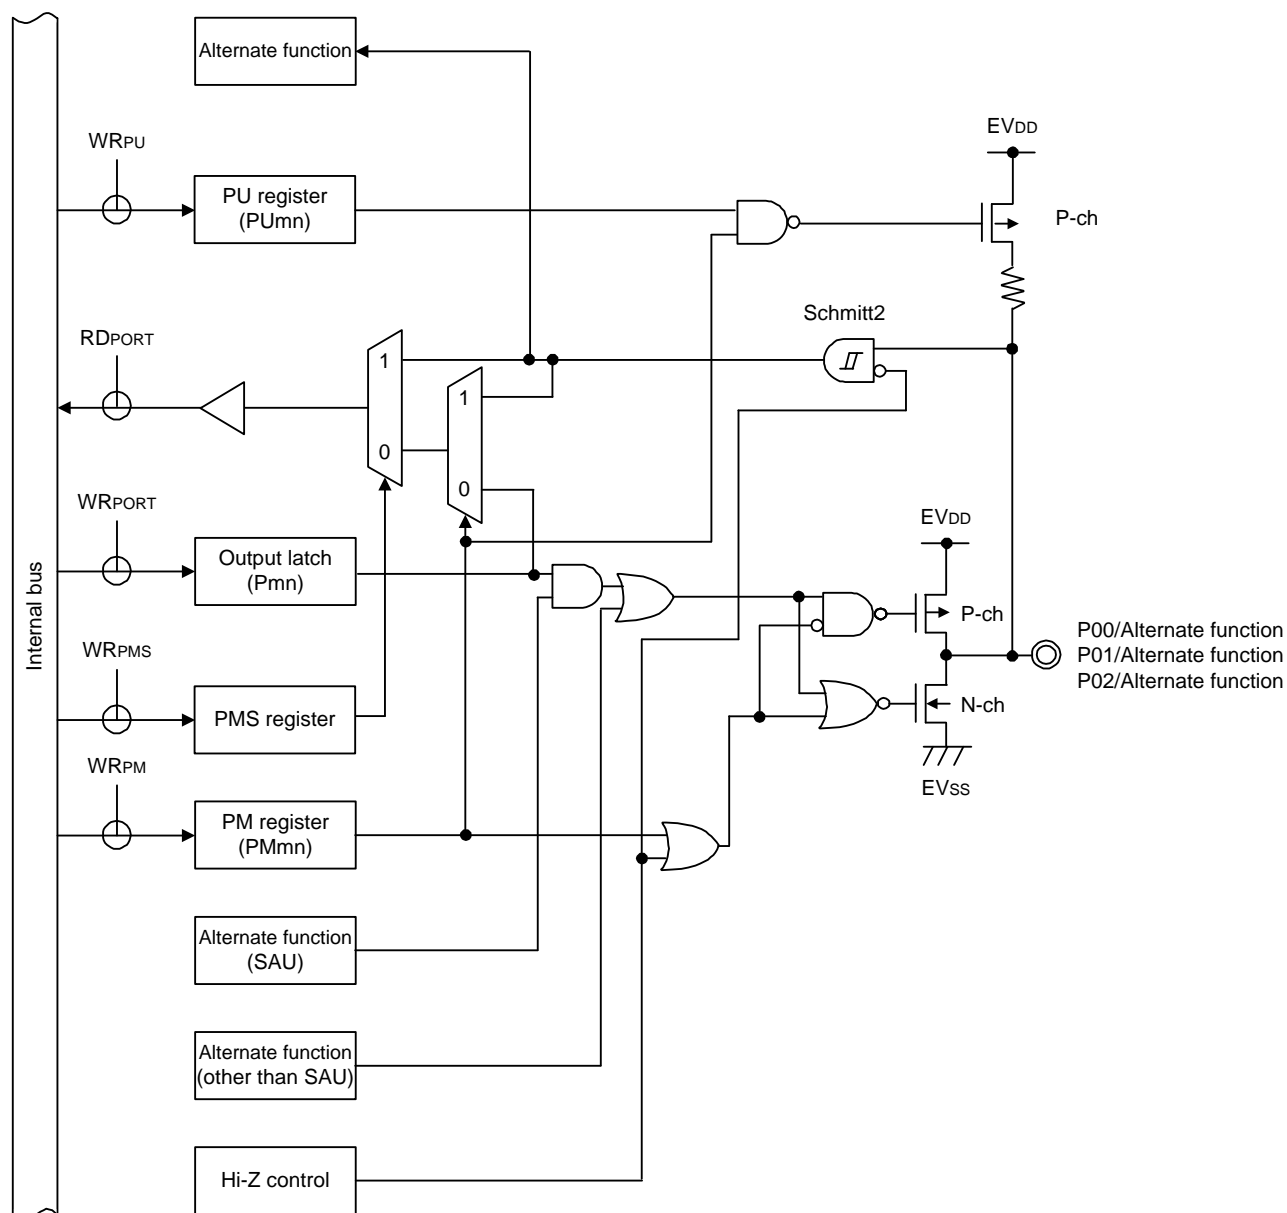 Alternate function
WRPU
EVDD
PU register
(PUmn)
P-ch
Schmitt2
RDPORT
1
1
0
0
WRPORT
EVDD
Output latch
(Pmn)
P-ch
P00/Alternate function
P01/Alternate function
P02/Alternate function
Internal bus
WRPMS
PMS register
N-ch
WRPM
EVSS
PM register
(PMmn)
Alternate function
(SAU)
Alternate function
(other than SAU)
Hi-Z control